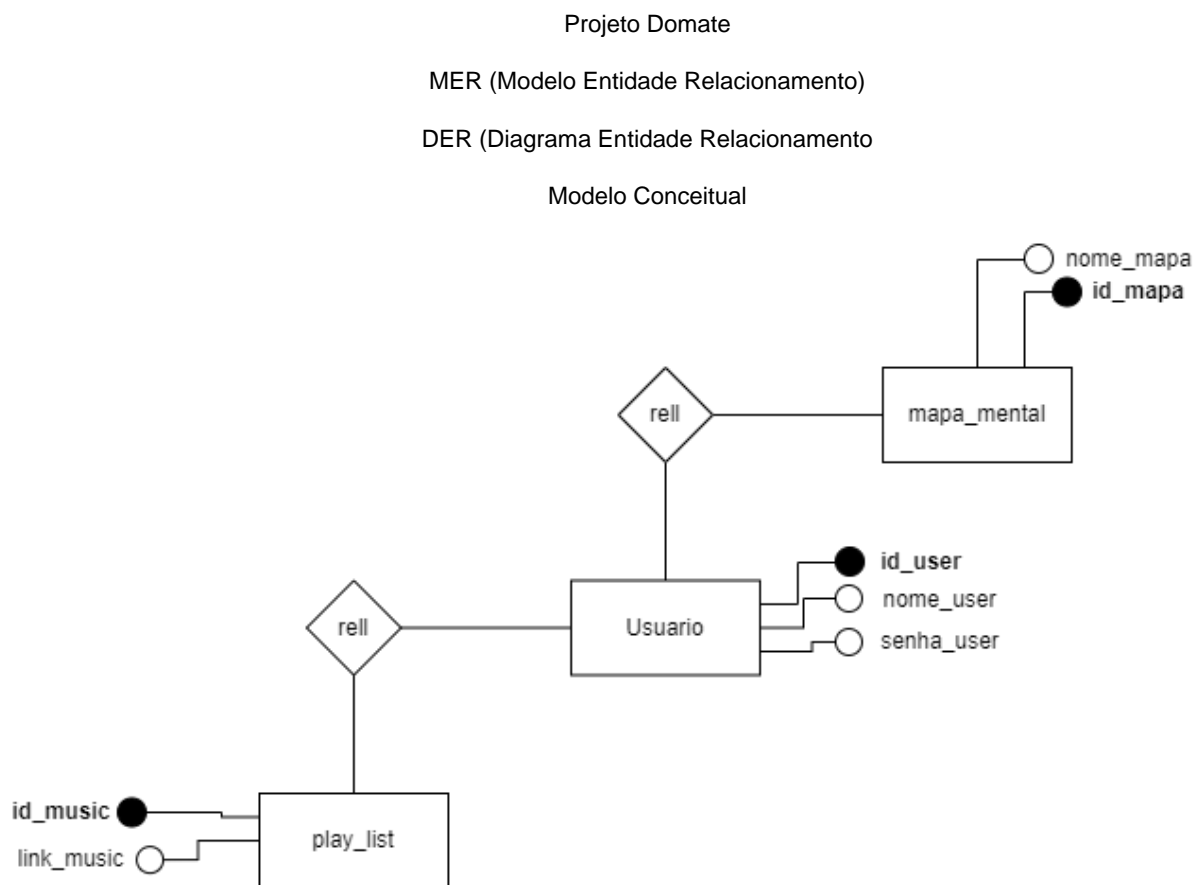 Projeto Domate
MER (Modelo Entidade Relacionamento)
DER (Diagrama Entidade Relacionamento
Modelo Conceitual
nome_mapa
id_mapa
rell
mapa_mental
id_user
nome_user
rell
Usuario
senha_user
id_music
play_list
link_music